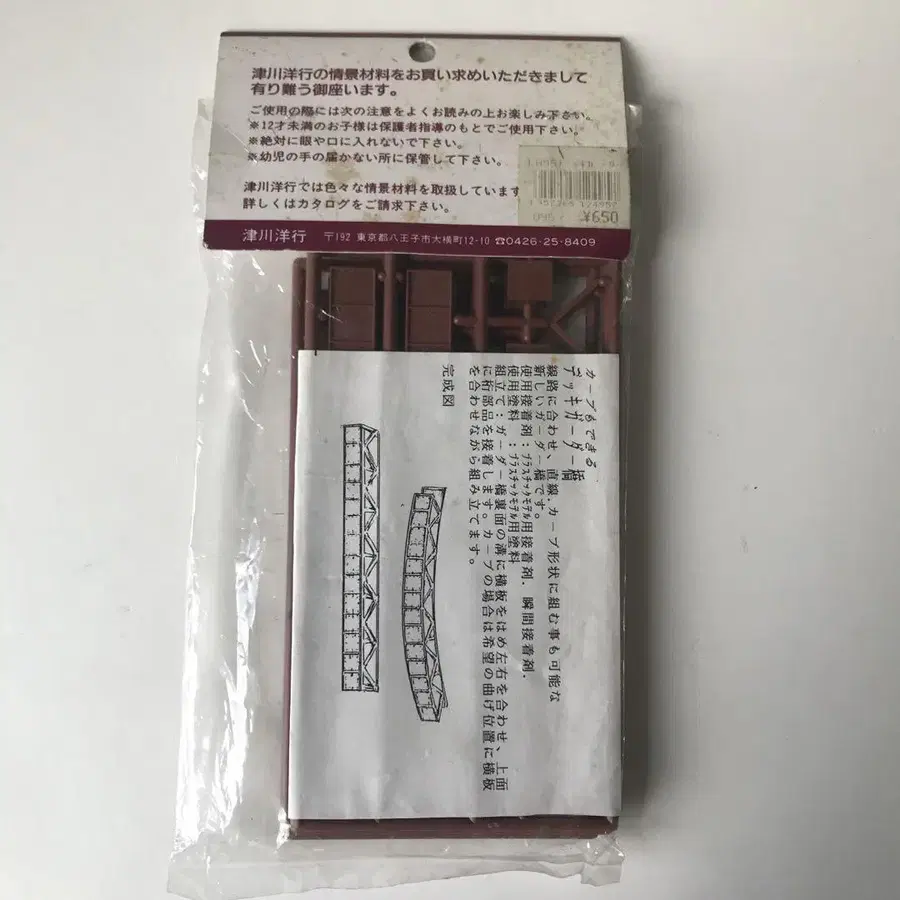 津川洋行の情景材料をお買い求めいただきまして
有り難う御座います。
ご使用の際には次の注意をよくお読みの上お楽しみ下さい。
※12才未満のお子様は保護者指導のもとでご使用下さい。
※絶対に眼や口に入れないで下さい。
※幼児の手の届かない所に保管して下さい。
津川洋行では色々な情景材料を取扱しています
詳しくはカタログをご請求下さい。
¥650
津川洋行 〒192 東京都八王子市大横町12-10 ☎0426-25-8409
カーブもできる
デッキガーダー橋
線路に合わせ、直線.カーブ形状に組む事も可能な
新しいガーダー橋です。
使用接着剤:プラスチックモデル用接着剤.瞬間接着剤.
使用塗料:プラスチックモデル用塗料
組立て:ガーダー橋裏面の溝に横板をはめ左右を合わせ、上面
に桁部品を接着します。カーブの場合は希望の曲げ位置に横板
を合わせながら組み立てます。
完成図